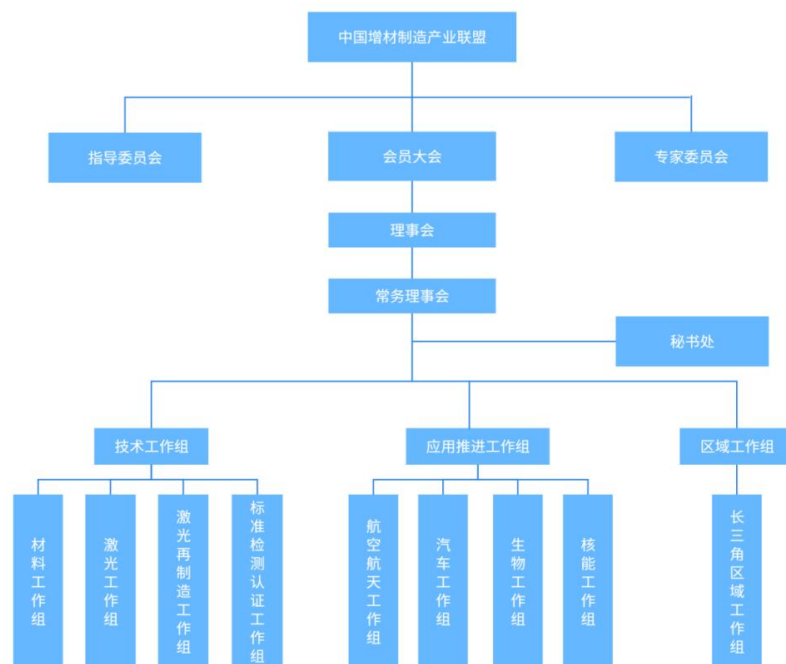 中国增材制造产业联盟
指导委员会
会员大会
专家委员会
理事会
常务理事会
秘书处
技术工作组
应用推进工作组
区域工作组
材料工作组
激光工作组
激光再制造工作组
标准检测认证工作组
航空航天工作组
汽车工作组
生物工作组
核能工作组
长三角区域工作组